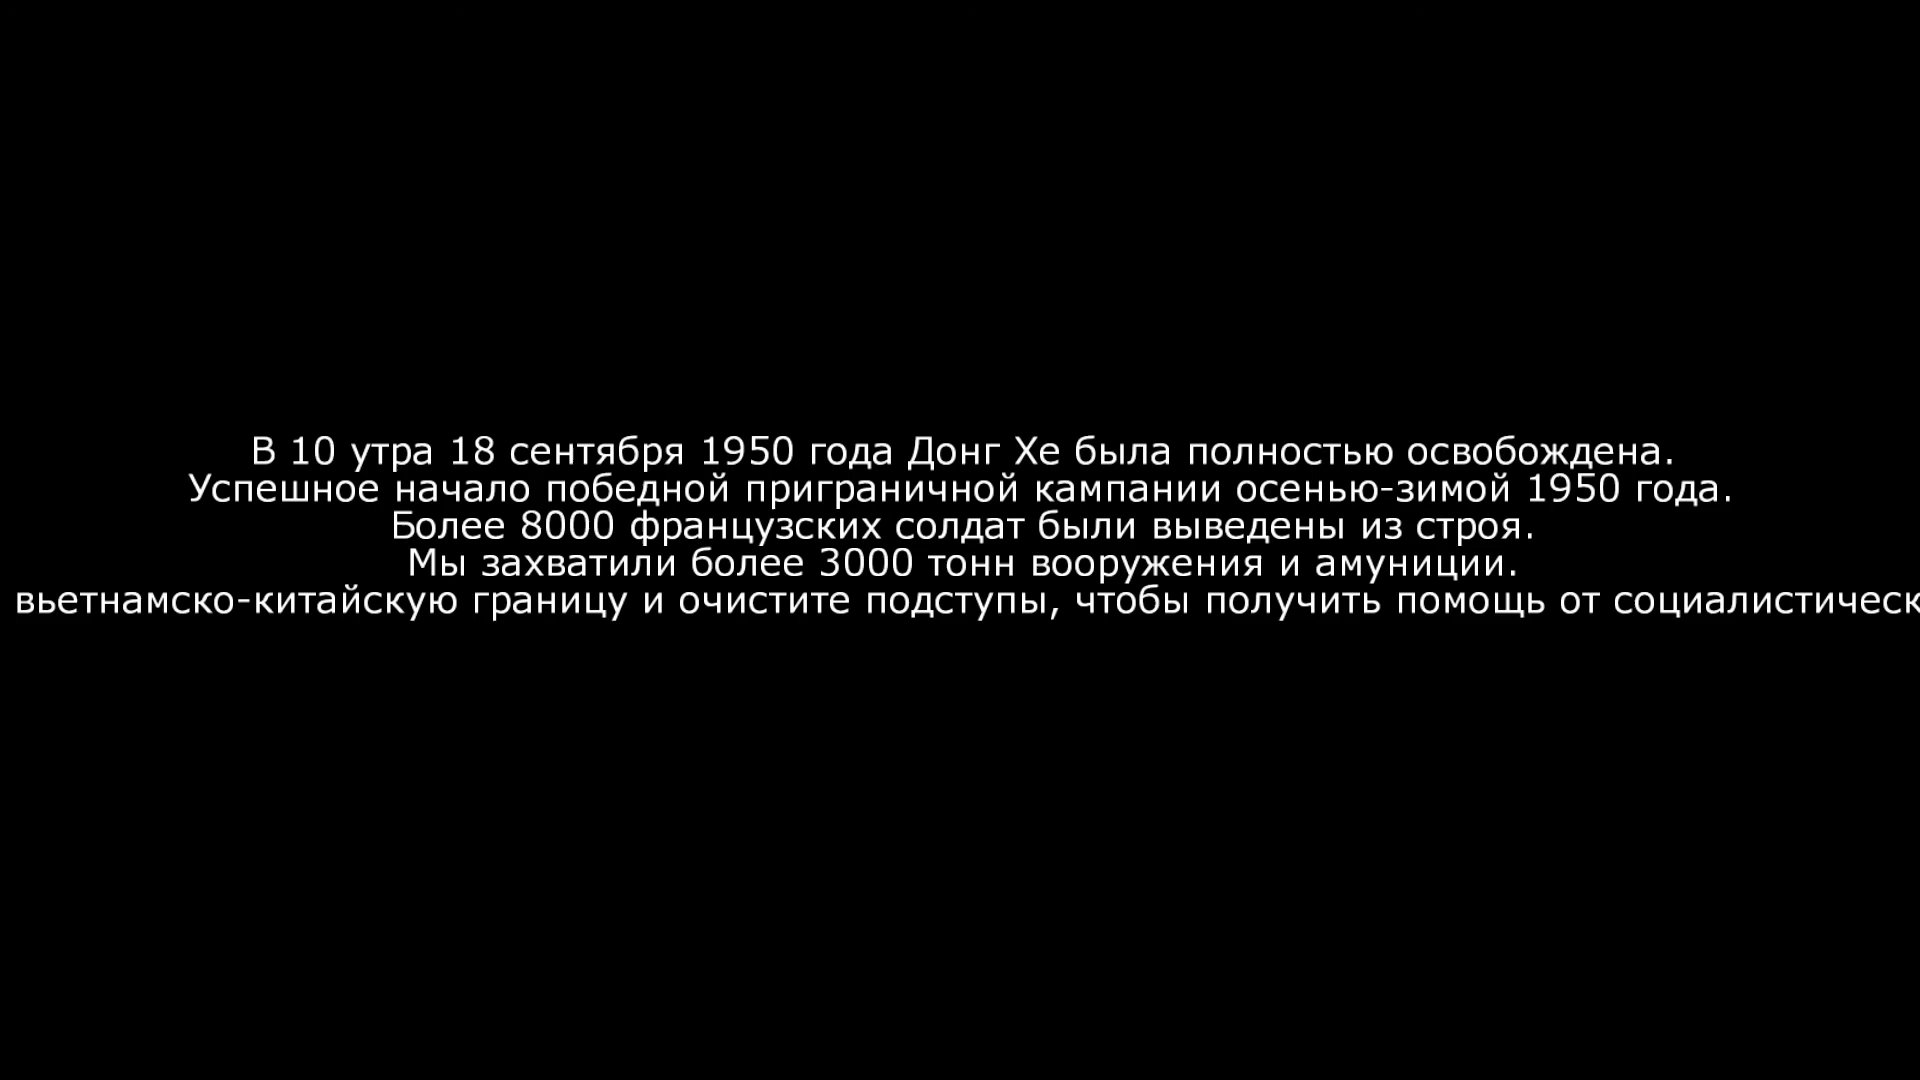 В 10 утра 18 сентября 1950 года Донг Хе была полностью освобождена.
Успешное начало победной приграничной кампании осенью-зимой 1950 года.
Более 8000 французских солдат были выведены из строя.
Мы захватили более 3000 тонн вооружения и амуниции.
вьетнамско-китайскую границу и очистите подступы, чтобы получить помощь от